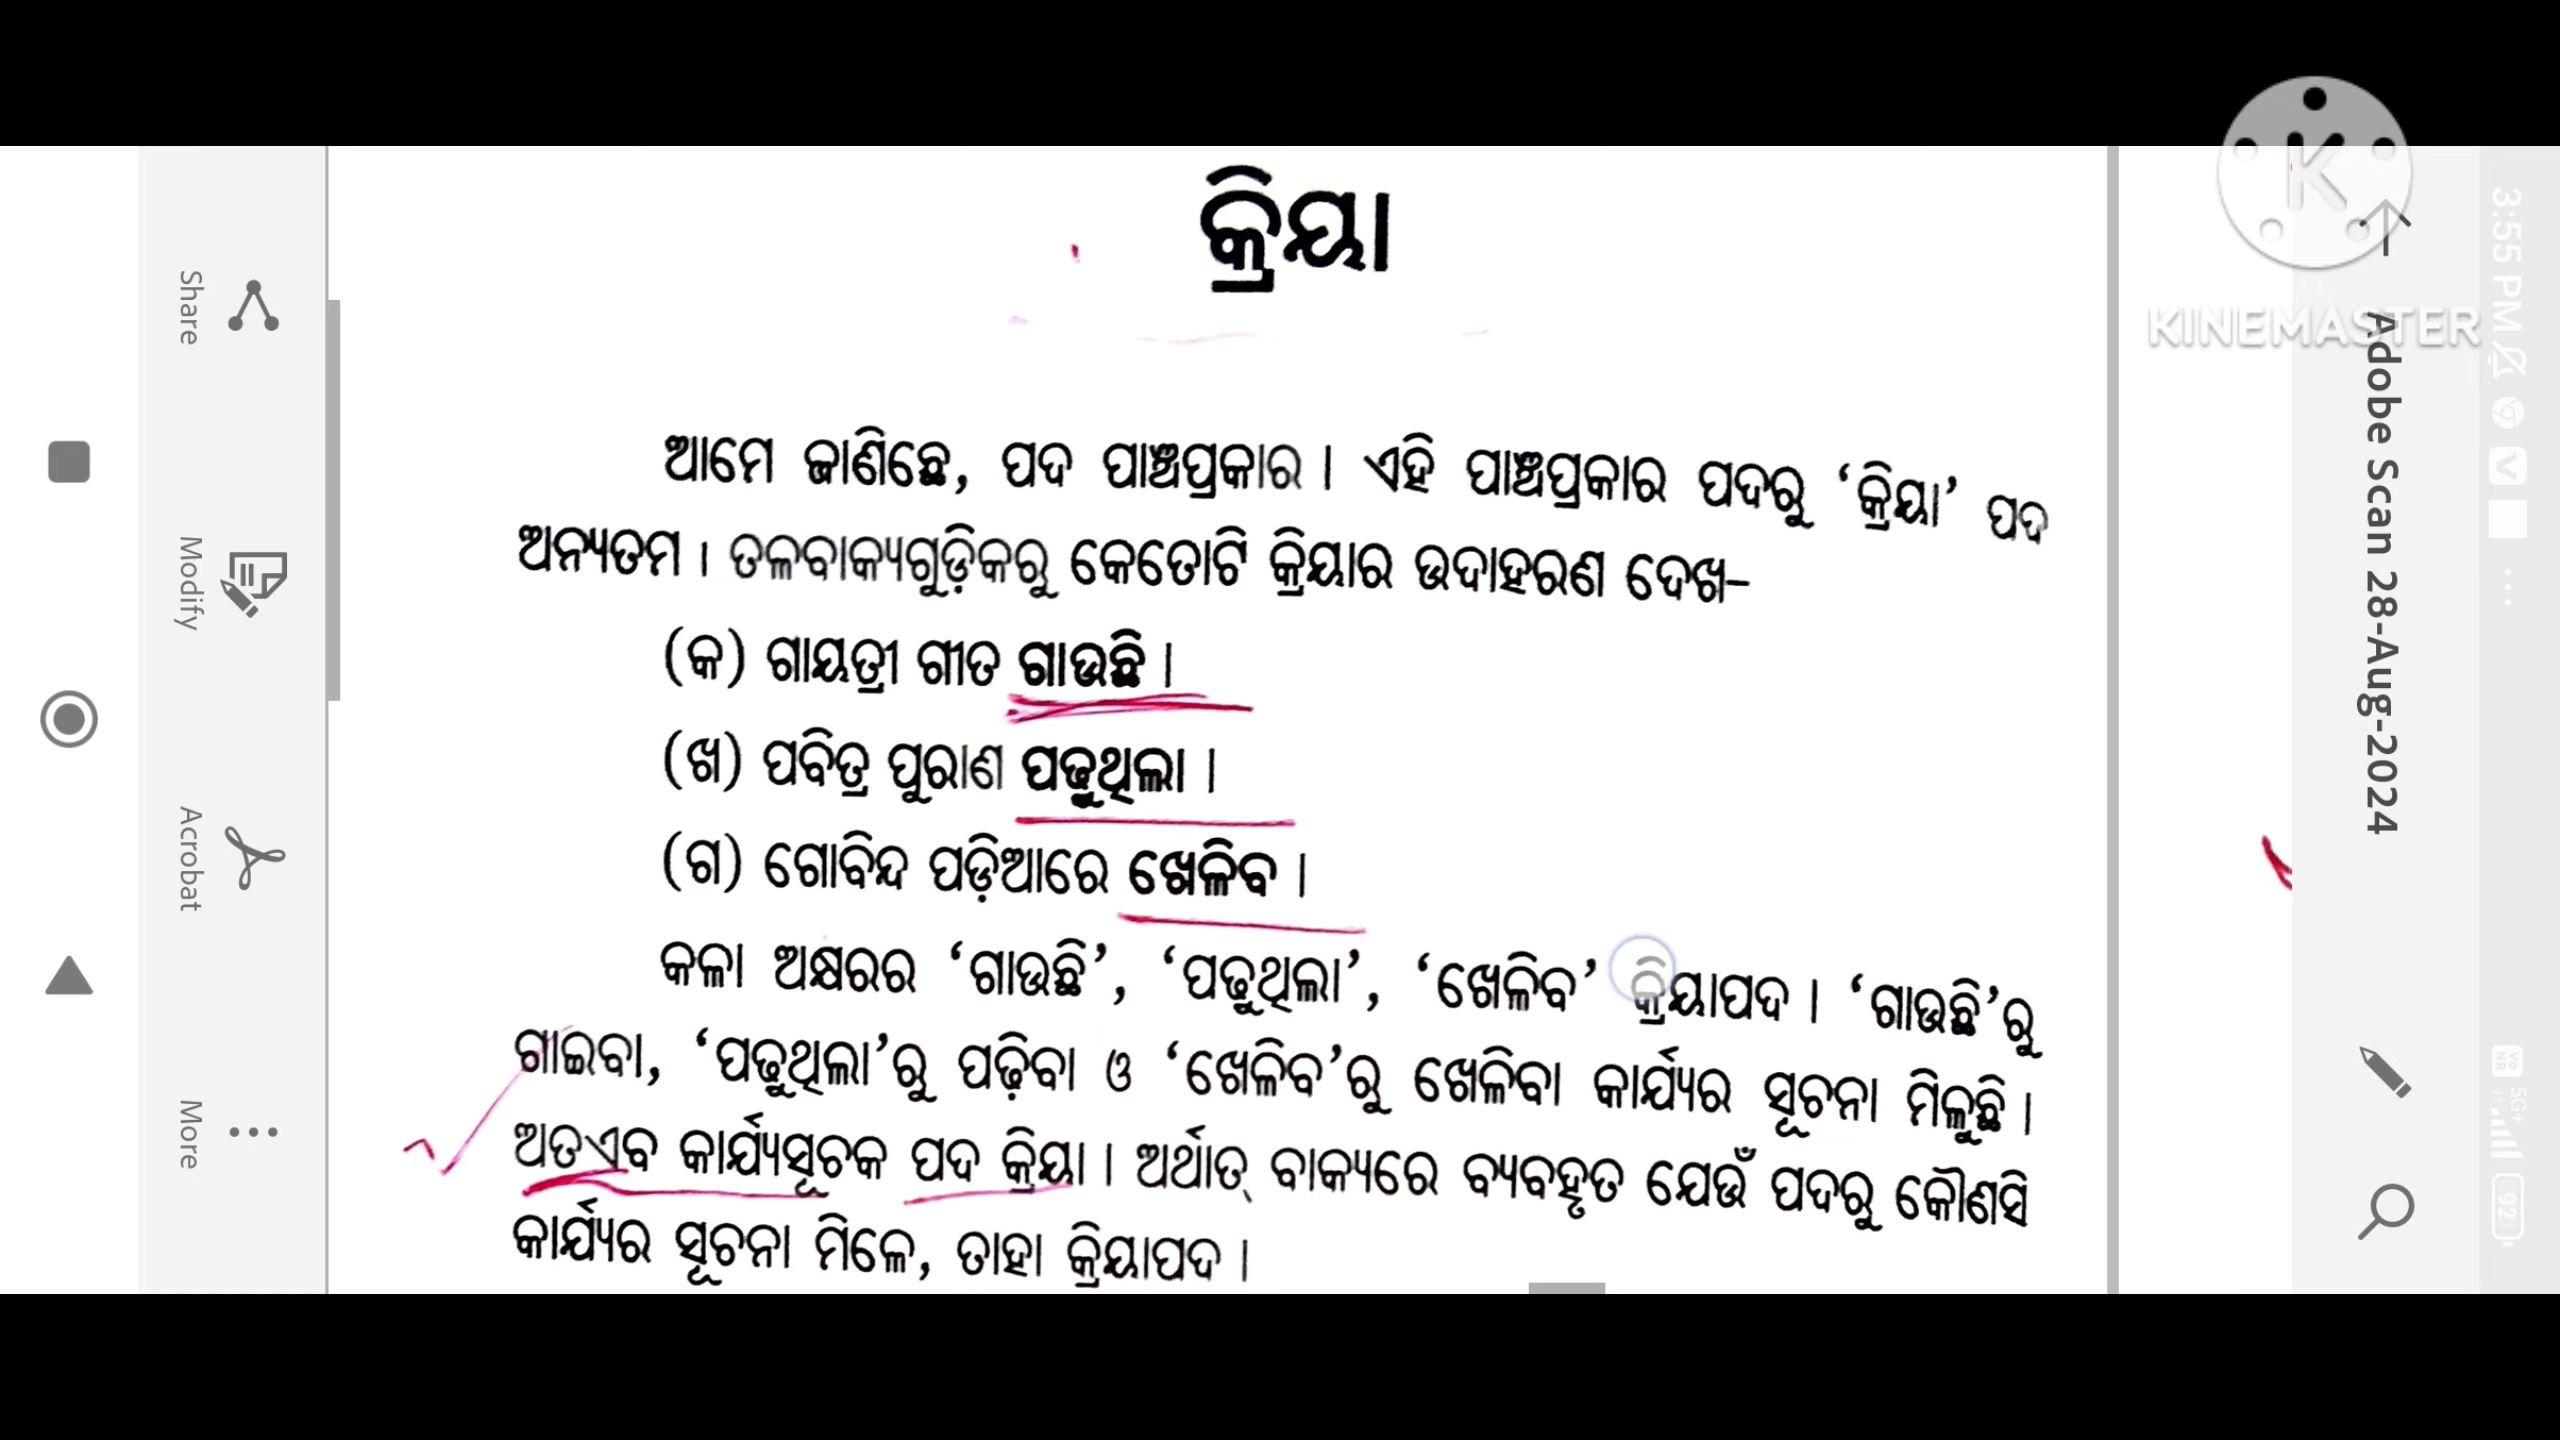 କ୍ରିୟା
ଆମେ ଜାଣିଛେ, ପଦ ପାଞ୍ଚପ୍ରକାର । ଏହି ପାଞ୍ଚପ୍ରକାର ପଦରୁ ‘କ୍ରିୟା’ ପଦ
ଅନ୍ୟତମ । ତଳବାକ୍ୟଗୁଡ଼ିକରୁ କେତୋଟି କ୍ରିୟାର ଉଦାହରଣ ଦେଖ–
(କ) ଗାୟତ୍ରୀ ଗୀତ ଗାଉଛି ।
(ଖ) ପବିତ୍ର ପୁରାଣ ପଢୁଥିଲା ।
(ଗ) ଗୋବିନ୍ଦ ପଡ଼ିଆରେ ଖେଳିବ ।
କଳା ଅକ୍ଷରର ‘ଗାଉଛି’, ‘ପଢୁଥିଲା’, ‘ଖେଳିବ’ କ୍ରିୟାପଦ । ‘ଗାଉଛି’ରୁ
ଗାଇବା, ‘ପଢୁଥିଲା’ରୁ ପଢ଼ିବା ଓ ‘ଖେଳିବ’ରୁ ଖେଳିବା କାର୍ଯ୍ୟର ସୂଚନା ମିଳୁଛି ।
ଅତଏବ କାର୍ଯ୍ୟସୂଚକ ପଦ କ୍ରିୟା । ଅର୍ଥାତ୍ ବାକ୍ୟରେ ବ୍ୟବହୃତ ଯେଉଁ ପଦରୁ କୌଣସି
କାର୍ଯ୍ୟର ସୂଚନା ମିଳେ, ତାହା କ୍ରିୟାପଦ ।
Share
Modify
Acrobat
More
K
KINEMASTER
Adobe Scan 28-Aug-2024
3:55 PM
5G+
92